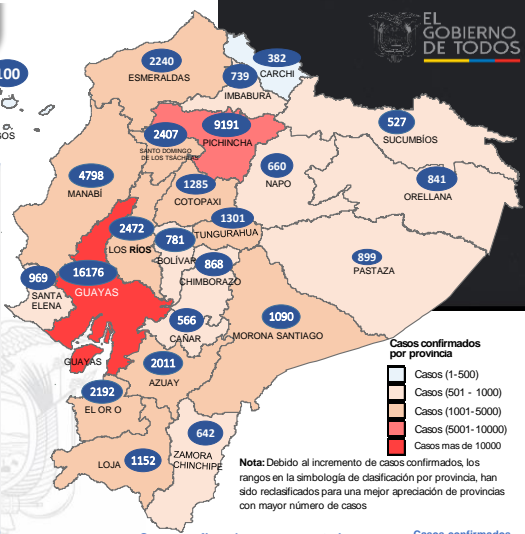 EL
GOBIERNO
DE TODOS
100
OS
2240
ESMERALDAS
382
CARCHI
739
IMBABURA
9191
PICHINCHA
2407
SANTO DOMINGO
DE LOS TSÁCHILAS
527
SUCUMBÍOS
4798
MANABÍ
660
NAPO
841
ORELLANA
1285
COTOPAXI
1301
TUNGURAHUA
2472
LOS RÍOS
781
BOLÍVAR
868
CHIMBORAZO
899
PASTAZA
969
SANTA
ELENA
16176
GUAYAS
566
CAÑAR
1090
MORONA SANTIAGO
GUAYAS
2011
AZUAY
2192
EL OR O
642
ZAMORA
CHINCHIPE
LOJA 1152
Casos confirmados
por provincia
Casos (1-500)
Casos (501 - 1000)
Casos (1001-5000)
Casos (5001-10000)
Casos mas de 10000
Nota: Debido al incremento de casos confirmados, los
rangos en la simbología de clasificación por provincia, han
sido reclasificados para una mejor apreciación de provincias
con mayor número de casos
Casos confirmados